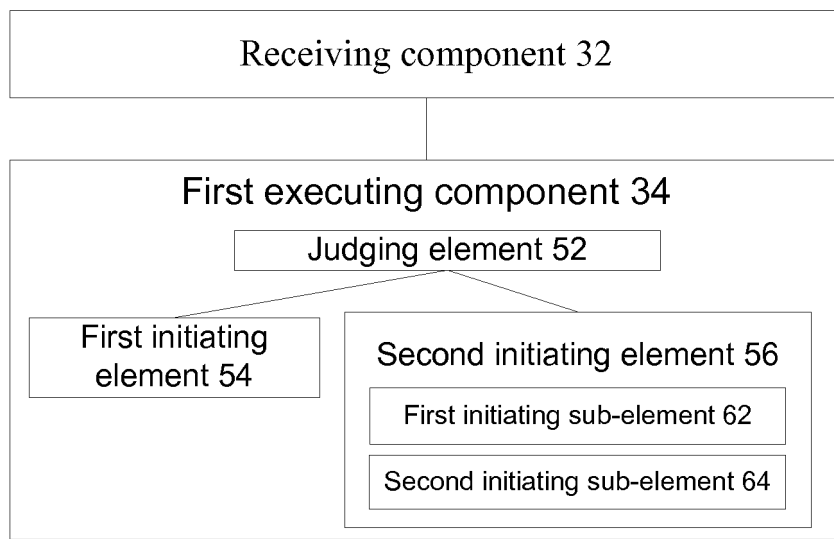 Receiving component 32
First executing component 34
Judging element 52
First initiating
element 54
Second initiating element 56
First initiating sub-element 62
Second initiating sub-element 64